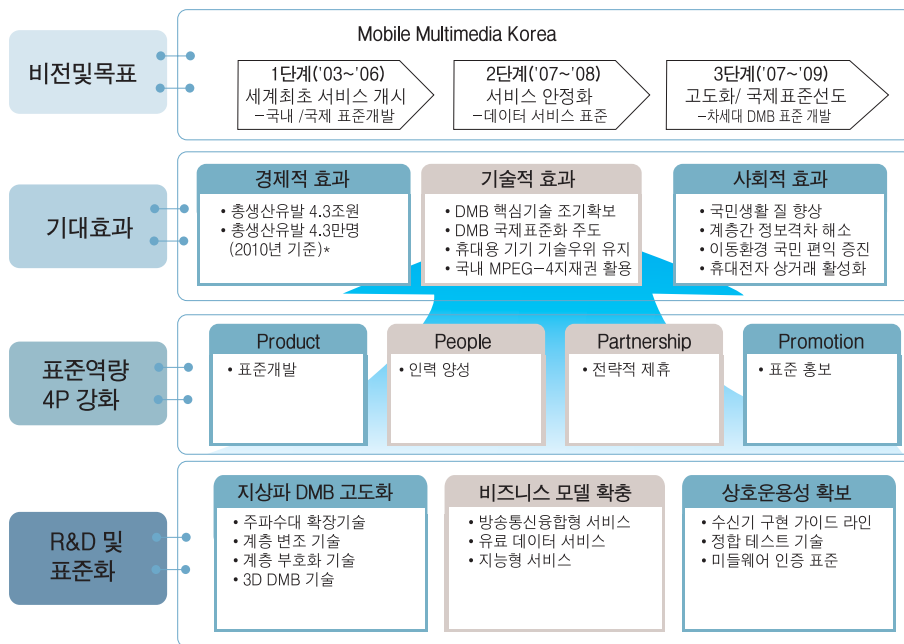 비전및목표
Mobile Multimedia Korea
1단계('03~'06)
세계최초 서비스 개시
-국내 /국제 표준개발
2단계('07~'08)
서비스 안정화
-데이터 서비스 표준
3단계('07~'09)
고도화/ 국제표준선도
-차세대 DMB 표준 개발
기대효과
경제적 효과
• 총생산유발 4.3조원
• 총생산유발 4.3만명
(2010년 기준)*
기술적 효과
• DMB 핵심기술 조기확보
• DMB 국제표준화 주도
• 휴대용 기기 기술우위 유지
• 국내 MPEG-4지재권 활용
사회적 효과
• 국민생활 질 향상
• 계층간 정보격차 해소
• 이동환경 국민 편익 증진
• 휴대전자 상거래 활성화
표준역량
4P 강화
Product
• 표준개발
People
• 인력 양성
Partnership
• 전략적 제휴
Promotion
• 표준 홍보
R&D 및
표준화
지상파 DMB 고도화
• 주파수대 확장기술
• 계층 변조 기술
• 계층 부호화 기술
• 3D DMB 기술
비즈니스 모델 확충
• 방송통신융합형 서비스
• 유료 데이터 서비스
• 지능형 서비스
상호운용성 확보
• 수신기 구현 가이드 라인
• 정합 테스트 기술
• 미들웨어 인증 표준